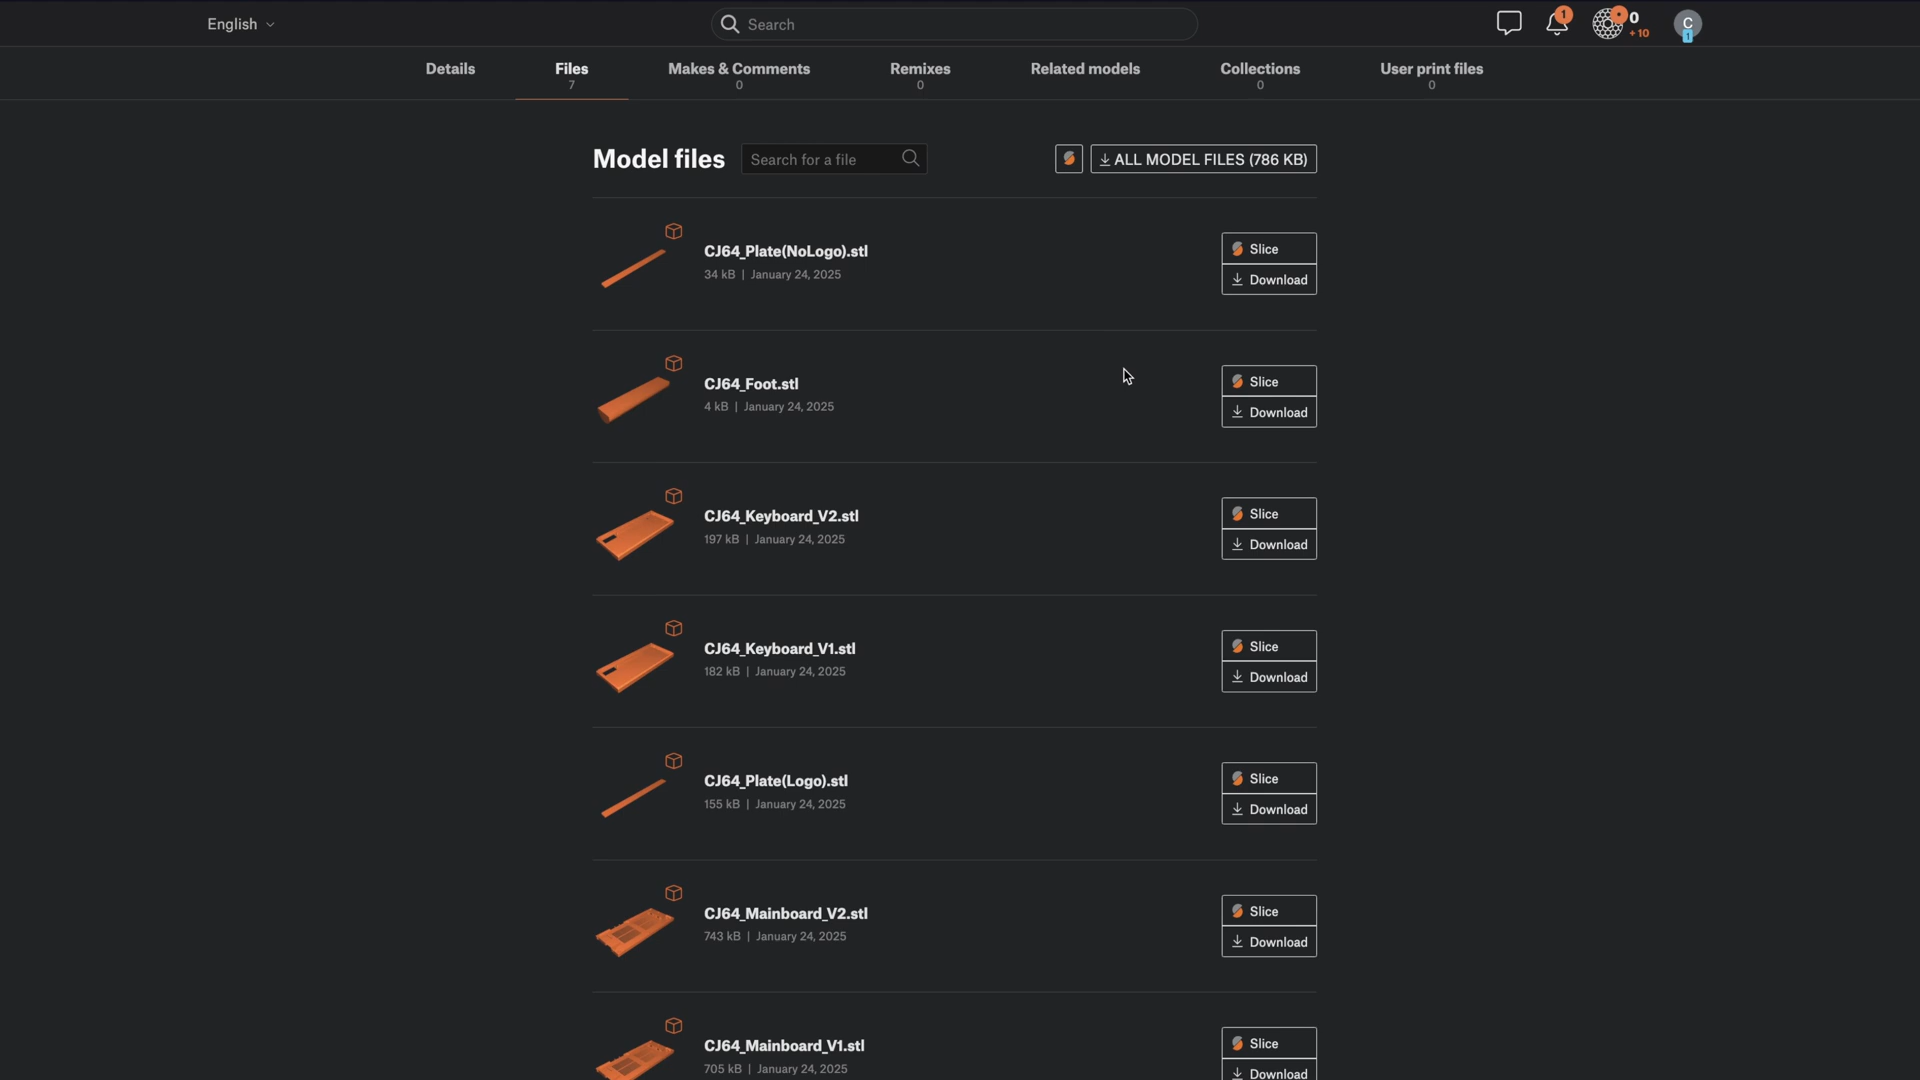 English
Search
1
0
+10
C
1
Details
Files
7
Makes & Comments
0
Remixes
0
Related models
Collections
0
User print files
0
Model files
Search for a file
ALL MODEL FILES (786 KB)
CJ64_Plate(NoLogo).stl
34 kB | January 24, 2025
Slice
Download
CJ64_Foot.stl
4 kB | January 24, 2025
Slice
Download
CJ64_Keyboard_V2.stl
197 kB | January 24, 2025
Slice
Download
CJ64_Keyboard_V1.stl
182 kB | January 24, 2025
Slice
Download
CJ64_Plate(Logo).stl
155 kB | January 24, 2025
Slice
Download
CJ64_Mainboard_V2.stl
743 kB | January 24, 2025
Slice
Download
CJ64_Mainboard_V1.stl
705 kB | January 24, 2025
Slice
Download